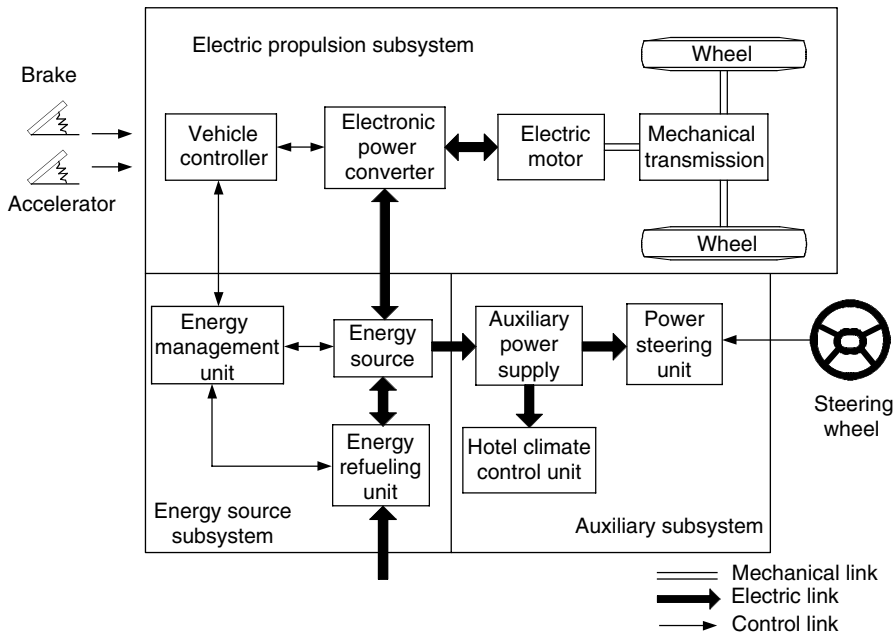 Electric propulsion subsystem
Brake
Accelerator
Vehicle
controller
Electronic
power
converter
Electric
motor
Mechanical
transmission
Wheel
Wheel
Energy
management
unit
Energy
source
Auxiliary
power
supply
Power
steering
unit
Steering
wheel
Energy
refueling
unit
Hotel climate
control unit
Energy source
subsystem
Auxiliary subsystem
Mechanical link
Electric link
Control link